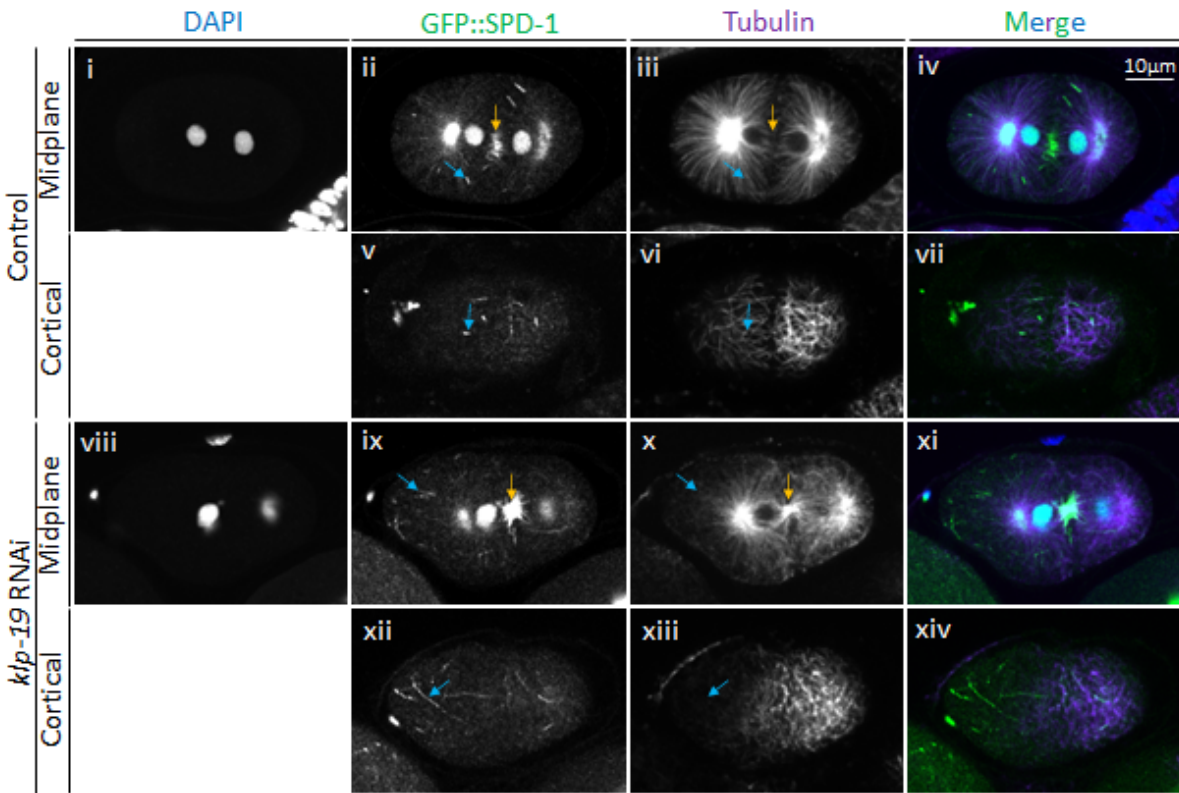 DAPI GFP::SPD-1 Tubulin Merge
Control
Midplane
i ii iii iv
10µm
Cortical
v vi vii
klp-19 RNAi
Midplane
viii ix x xi
Cortical
xii xiii xiv